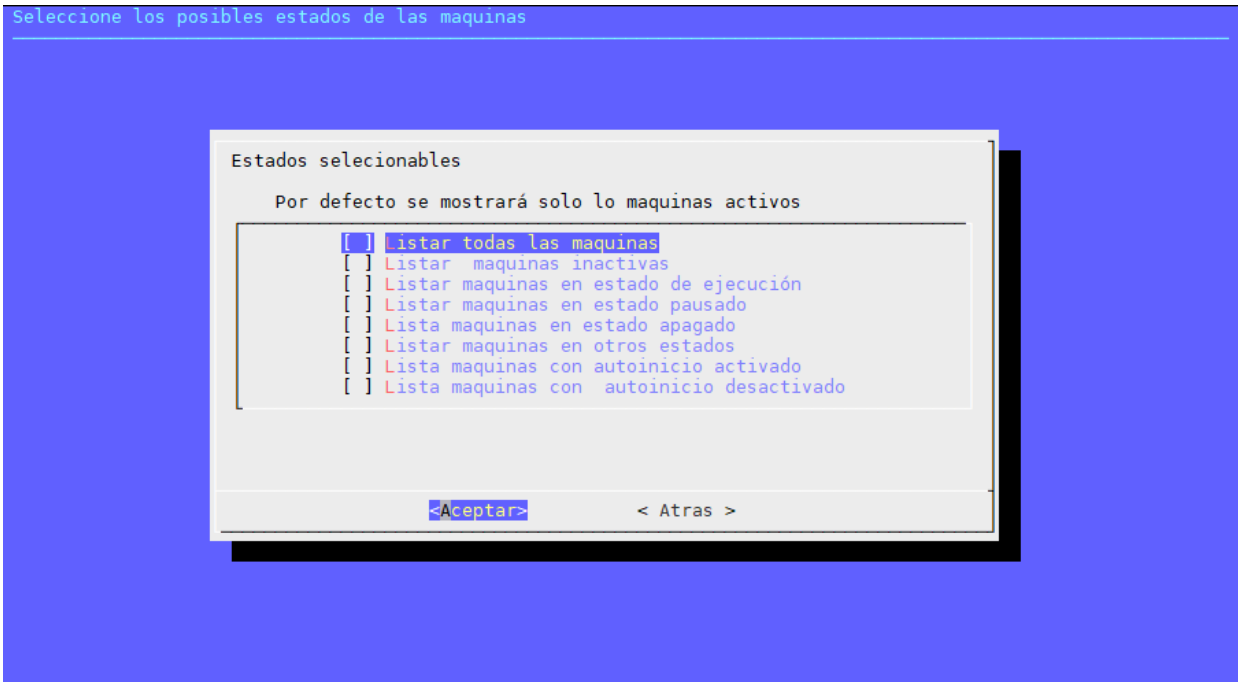 Seleccione los posibles estados de las maquinas
Estados selecionables
Por defecto se mostrará solo lo maquinas activos
[ ] Listar todas las maquinas
[ ] Listar  maquinas inactivas
[ ] Listar maquinas en estado de ejecución
[ ] Listar maquinas en estado pausado
[ ] Lista maquinas en estado apagado
[ ] Listar maquinas en otros estados
[ ] Lista maquinas con autoinicio activado
[ ] Lista maquinas con  autoinicio desactivado
<Aceptar> < Atras >